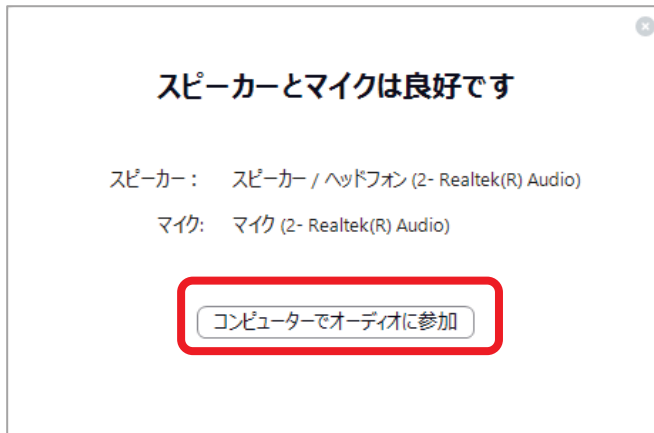 スピーカーとマイクは良好です
スピーカー : スピーカー / ヘッドフォン (2- Realtek(R) Audio)
マイク: マイク (2- Realtek(R) Audio)
コンピューターでオーディオに参加